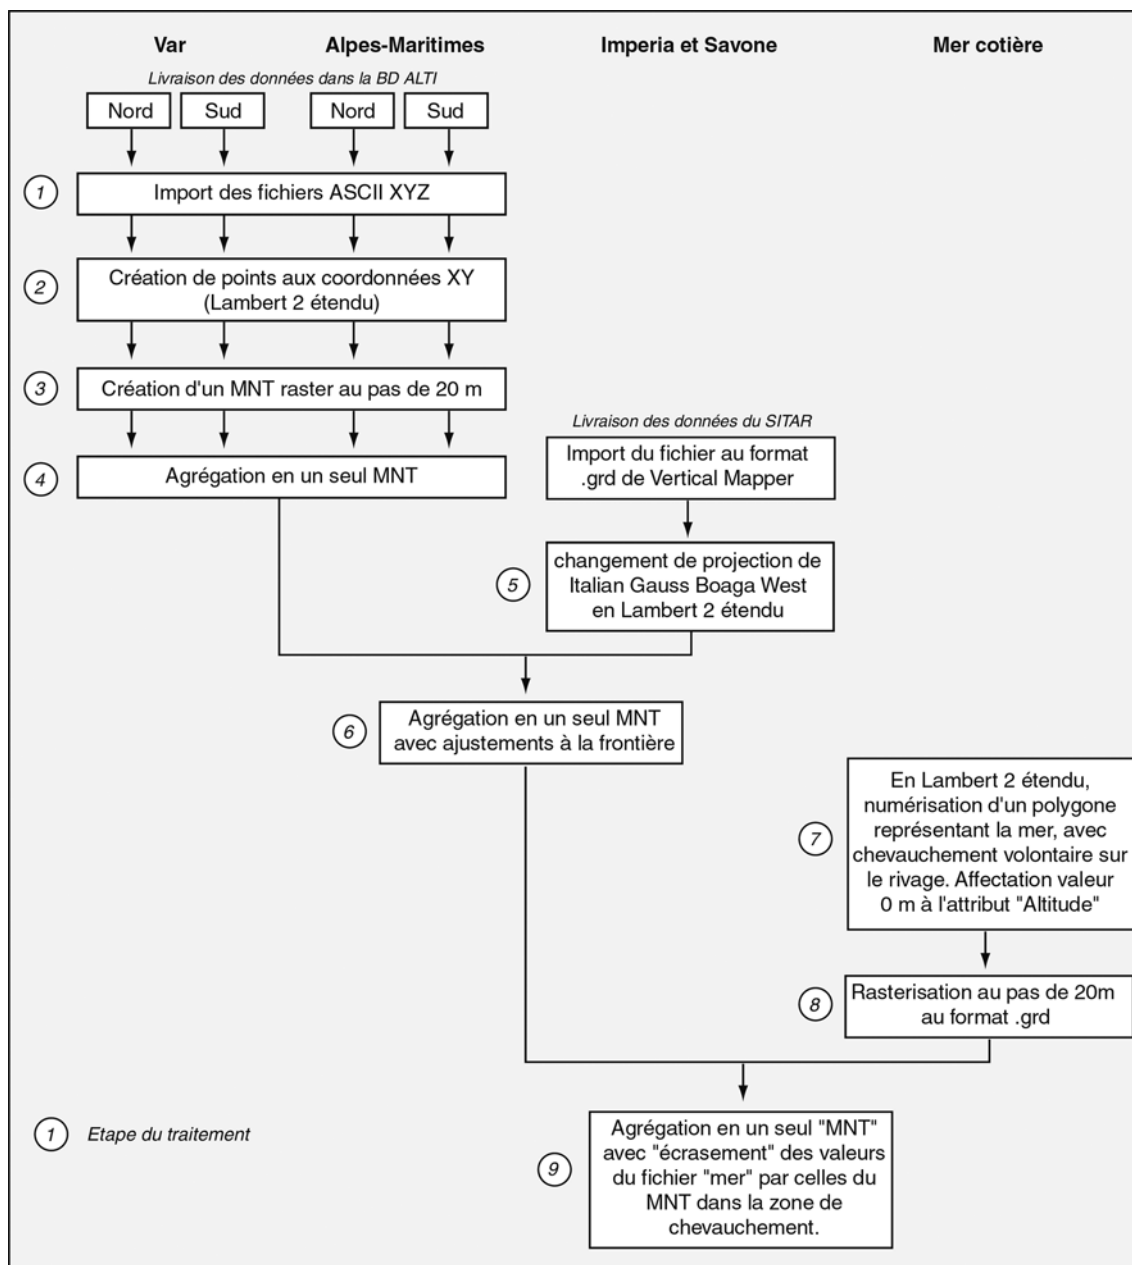 Var
Alpes-Maritimes
Imperia et Savone
Mer cotière
Livraison des données dans la BD ALTI
Nord
Sud
Nord
Sud
1
Import des fichiers ASCII XYZ
2
Création de points aux coordonnées XY
(Lambert 2 étendu)
3
Création d'un MNT raster au pas de 20 m
4
Agrégation en un seul MNT
Livraison des données du SITAR
Import du fichier au format
.grd de Vertical Mapper
5
changement de projection de
Italian Gauss Boaga West
en Lambert 2 étendu
6
Agrégation en un seul MNT
avec ajustements à la frontière
7
En Lambert 2 étendu,
numérisation d'un polygone
représentant la mer, avec
chevauchement volontaire sur
le rivage. Affectation valeur
0 m à l'attribut "Altitude"
8
Rasterisation au pas de 20m
au format .grd
9
Agrégation en un seul "MNT"
avec "écrasement" des valeurs
du fichier "mer" par celles du
MNT dans la zone de
chevauchement.
1
Etape du traitement